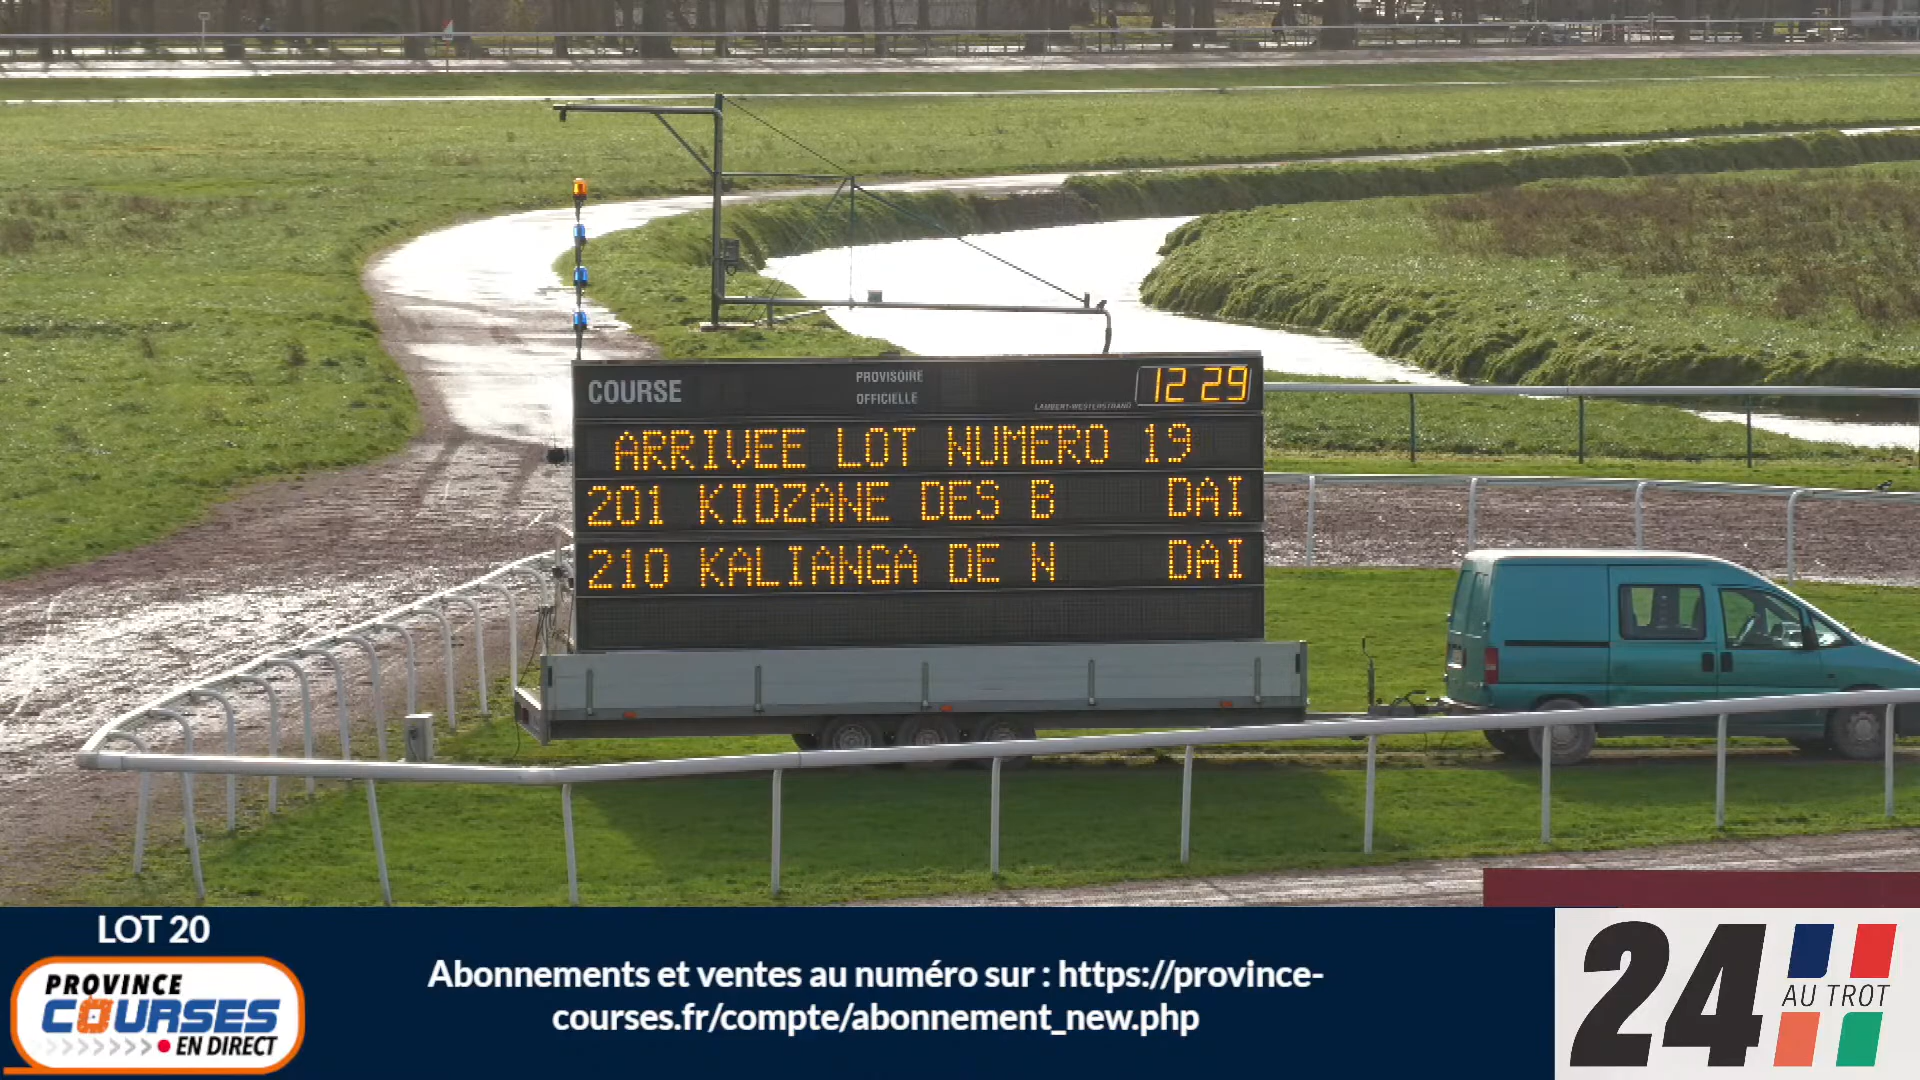 COURSE
PROVISOIRE
OFFICIELLE
LAMBERT-WESTERSTRAND
12 29
ARRIVEE LOT NUMERO 19
201 KIDZANE DES B DAI
210 KALIANGA DE N DAI
LOT 20
PROVINCE
COURSES
EN DIRECT
Abonnements et ventes au numéro sur : https://province-
courses.fr/compte/abonnement_new.php
24
AU TROT